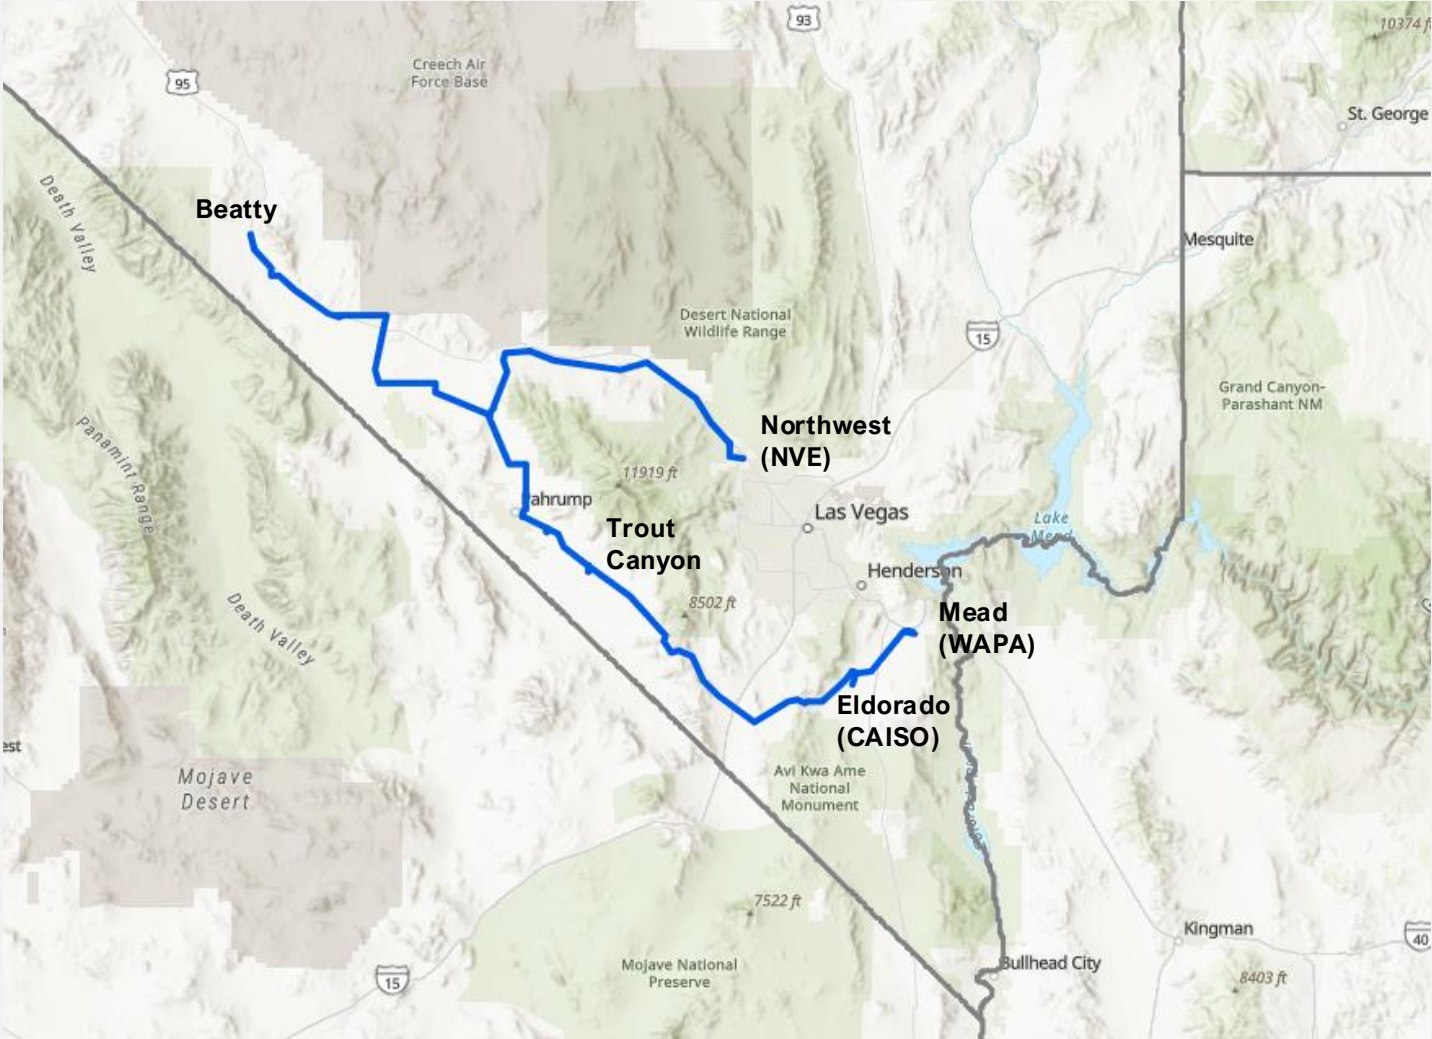 93
10374 ft
Creech Air
Force Base
95
St. George
Death Valley
Beatty
Mesquite
Desert National
Wildlife Range
15
Grand Canyon-
Parashant NM
Panamint Range
Northwest
(NVE)
11919 ft
Pahrump
Las Vegas
Trout
Canyon
Lake
Mead
Henderson
Death Valley
8502 ft
Mead
(WAPA)
Eldorado
(CAISO)
est
Mojave
Desert
Avi Kwa Ame
National
Monument
7522 ft
Kingman
40
Mojave National
Preserve
Bullhead City
15
8403 ft